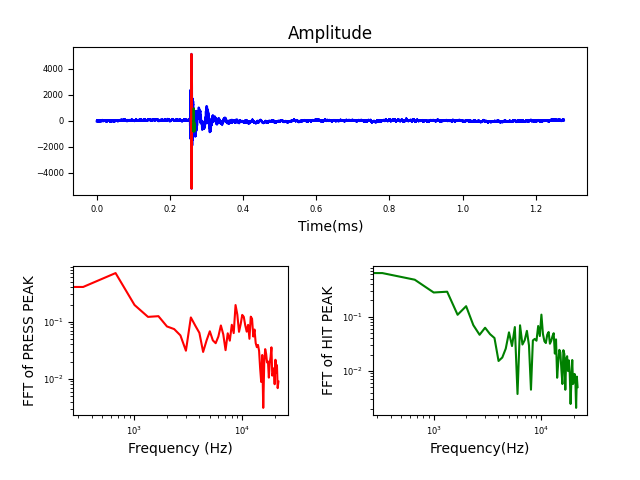 Amplitude
4000
2000
0
−2000
−4000
0.0 0.2 0.4 0.6 0.8 1.0 1.2
Time(ms)
FFT of PRESS PEAK
10⁻¹
10⁻²
10³ 10⁴
Frequency (Hz)
FFT of HIT PEAK
10⁻¹
10⁻²
10³ 10⁴
Frequency(Hz)